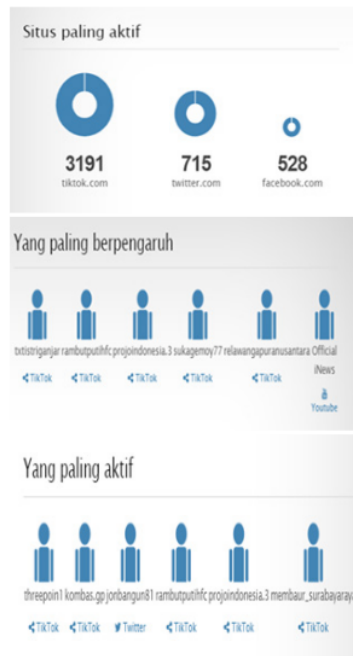 Situs paling aktif
3191 715 528
tiktok.com twitter.com facebook.com
Yang paling berpengaruh
txtistriganjar rambutputihfc projoindonesia.3 sukagemoy77 relawangapuranusantara Official
iNews
TikTok TikTok TikTok TikTok TikTok
Youtube
Yang paling aktif
threepoin1 kombas.gp jonbangun81 rambutputihfc projoindonesia.3 membaur_surabayaraya
TikTok TikTok Twitter TikTok TikTok TikTok